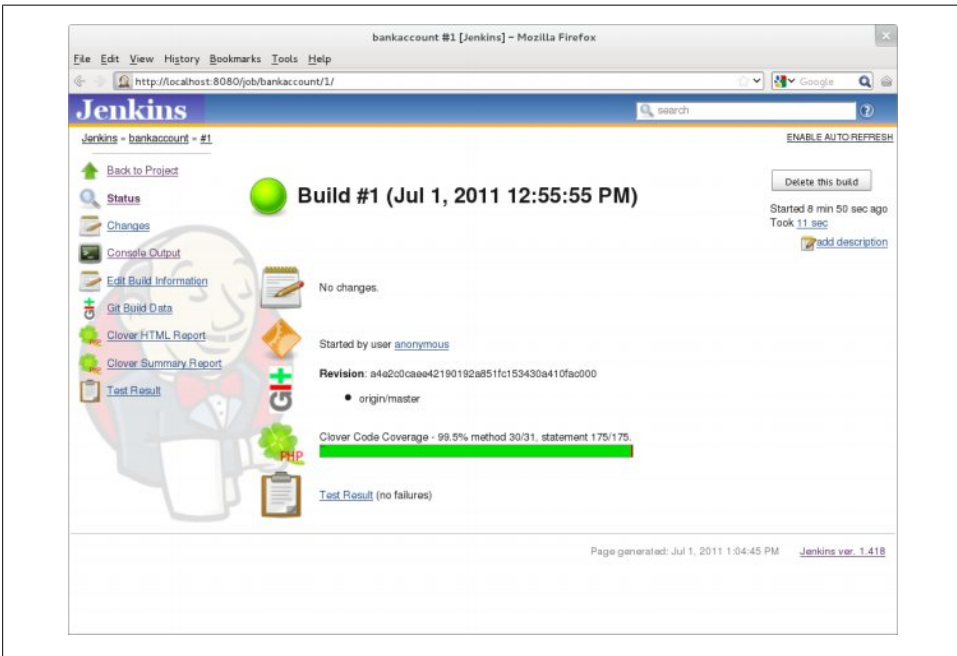 bankaccount #1 [Jenkins] - Mozilla Firefox
File Edit View History Bookmarks Tools Help
http://localhost:8080/job/bankaccount/1/
Google
Jenkins
search
Jenkins » bankaccount » #1
ENABLE AUTO REFRESH
Back to Project
Status
Changes
Console Output
Edit Build Information
Git Build Data
Clover HTML Report
Clover Summary Report
Test Result
Build #1 (Jul 1, 2011 12:55:55 PM)
Delete this build
Started 8 min 50 sec ago
Took 11 sec
add description
No changes.
Started by user anonymous
Revision: a4e2c0caee42190192a851fc153430a410fac000
origin/master
Clover Code Coverage - 99.5% method 30/31, statement 175/175.
Test Result (no failures)
Page generated: Jul 1, 2011 1:04:45 PM Jenkins ver. 1.418
GIT
PHP